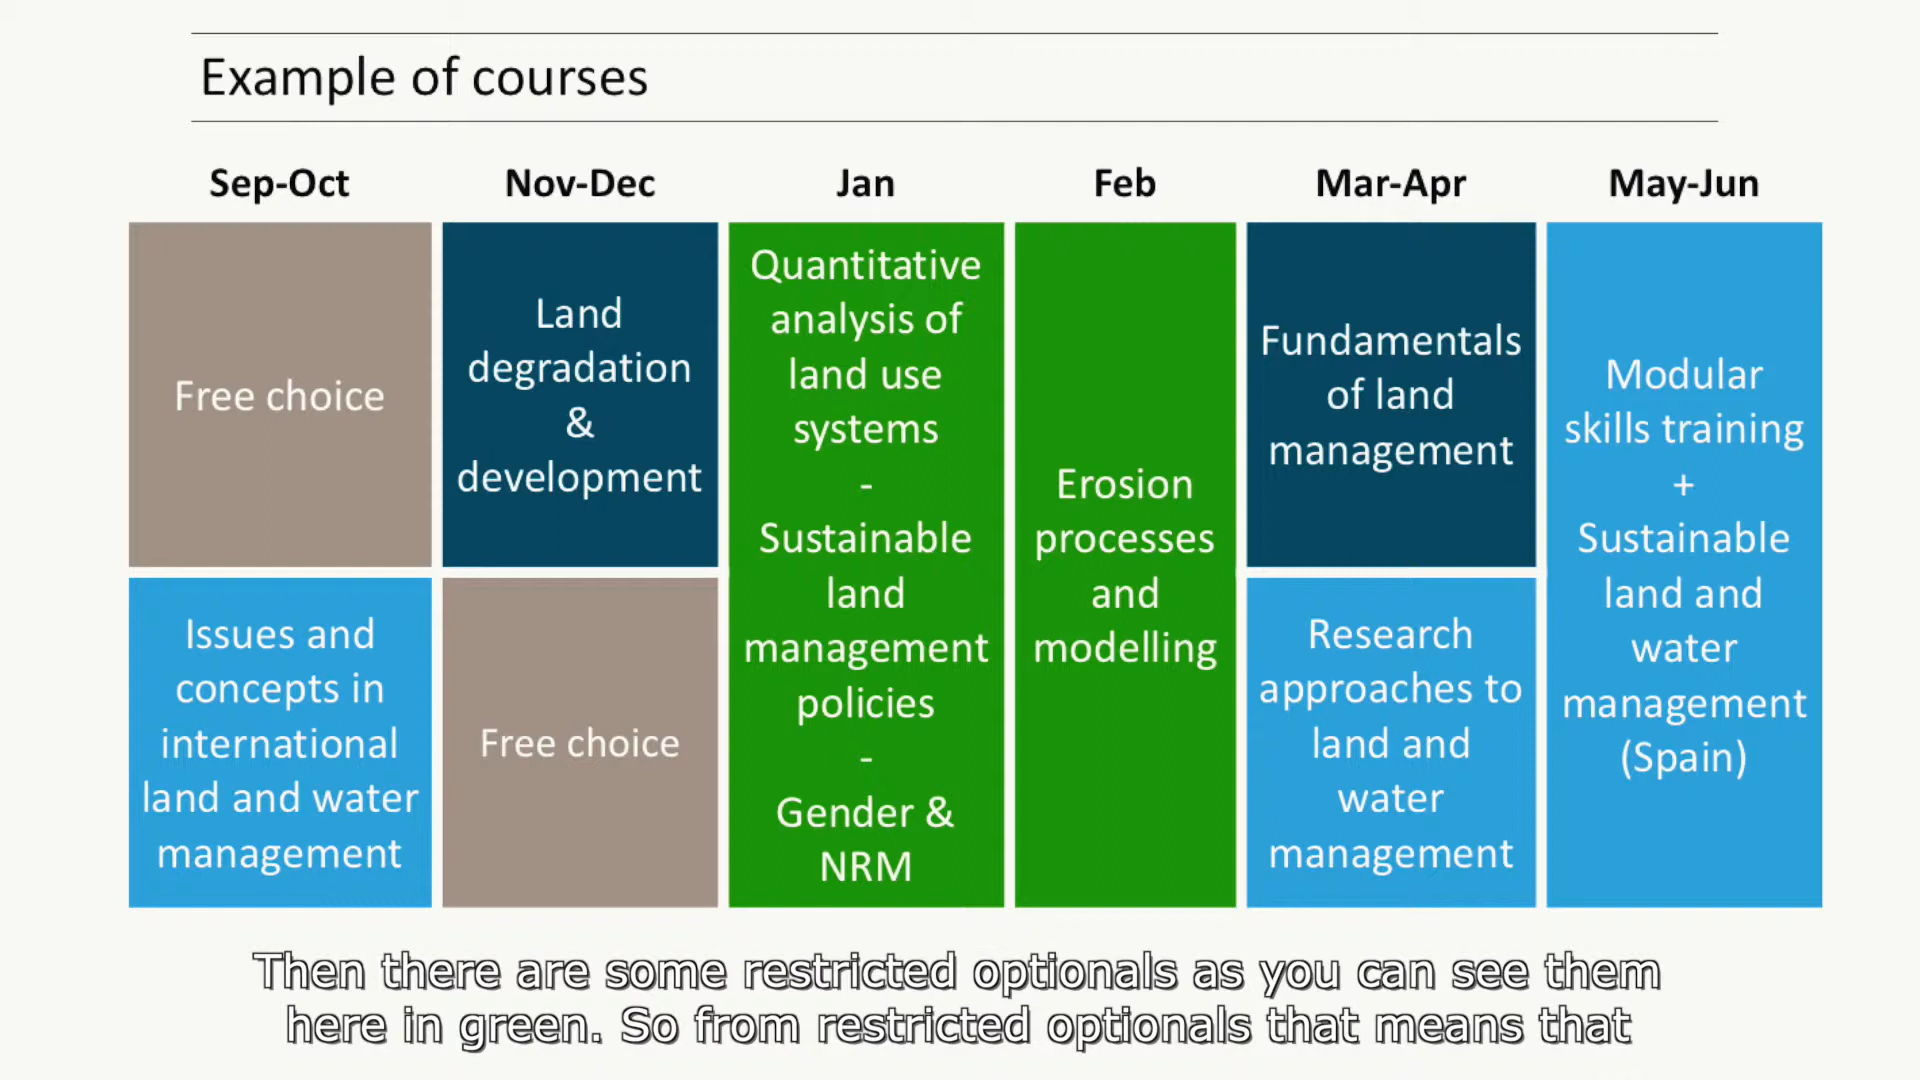 Example of courses
Sep-Oct
Nov-Dec
Jan
Feb
Mar-Apr
May-Jun
Free choice
Issues and
concepts in
international
land and water
management
Land
degradation
&
development
Free choice
Quantitative
analysis of
land use
systems
-
Sustainable
land
management
policies
-
Gender &
NRM
Erosion
processes
and
modelling
Fundamentals
of land
management
Research
approaches to
land and
water
management
Modular
skills training
+
Sustainable
land and
water
management
(Spain)
Then there are some restricted optionals as you can see them
here in green. So from restricted optionals that means that